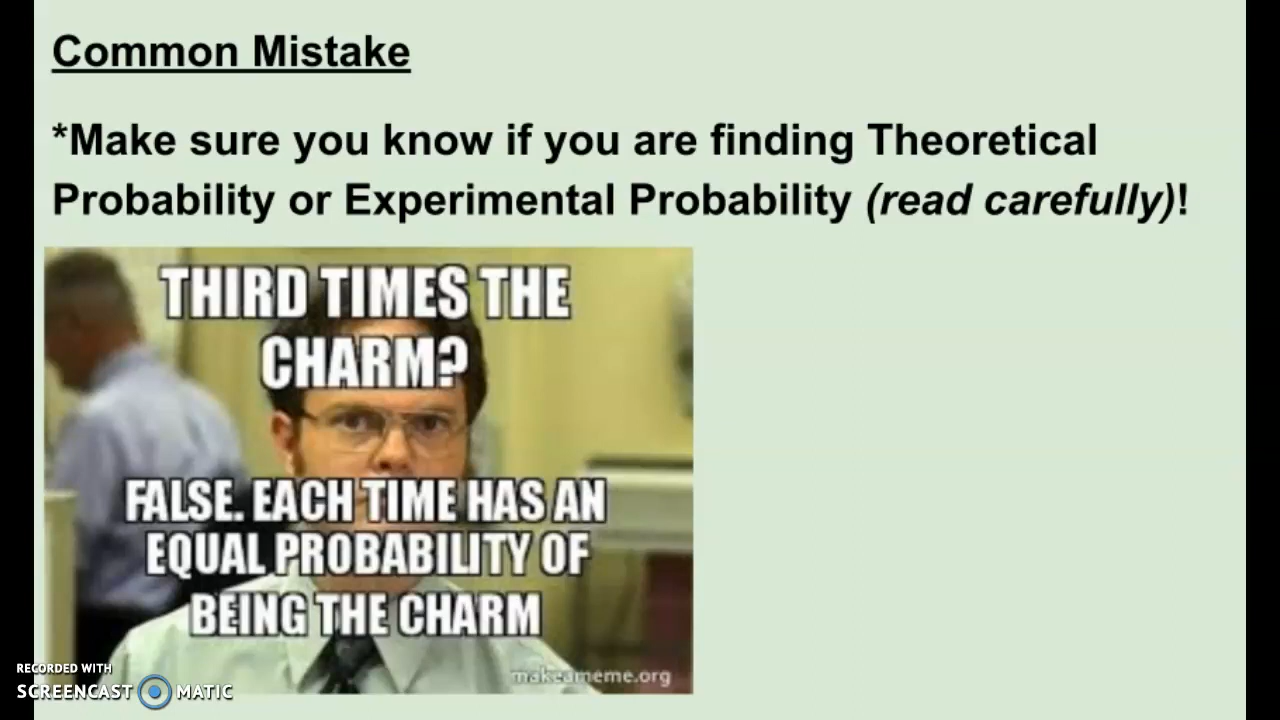 Common Mistake
*Make sure you know if you are finding Theoretical
Probability or Experimental Probability (read carefully)!
THIRD TIMES THE
CHARM?
FALSE. EACH TIME HAS AN
EQUAL PROBABILITY OF
BEING THE CHARM
makeameme.org
RECORDED WITH
SCREENCAST MATIC